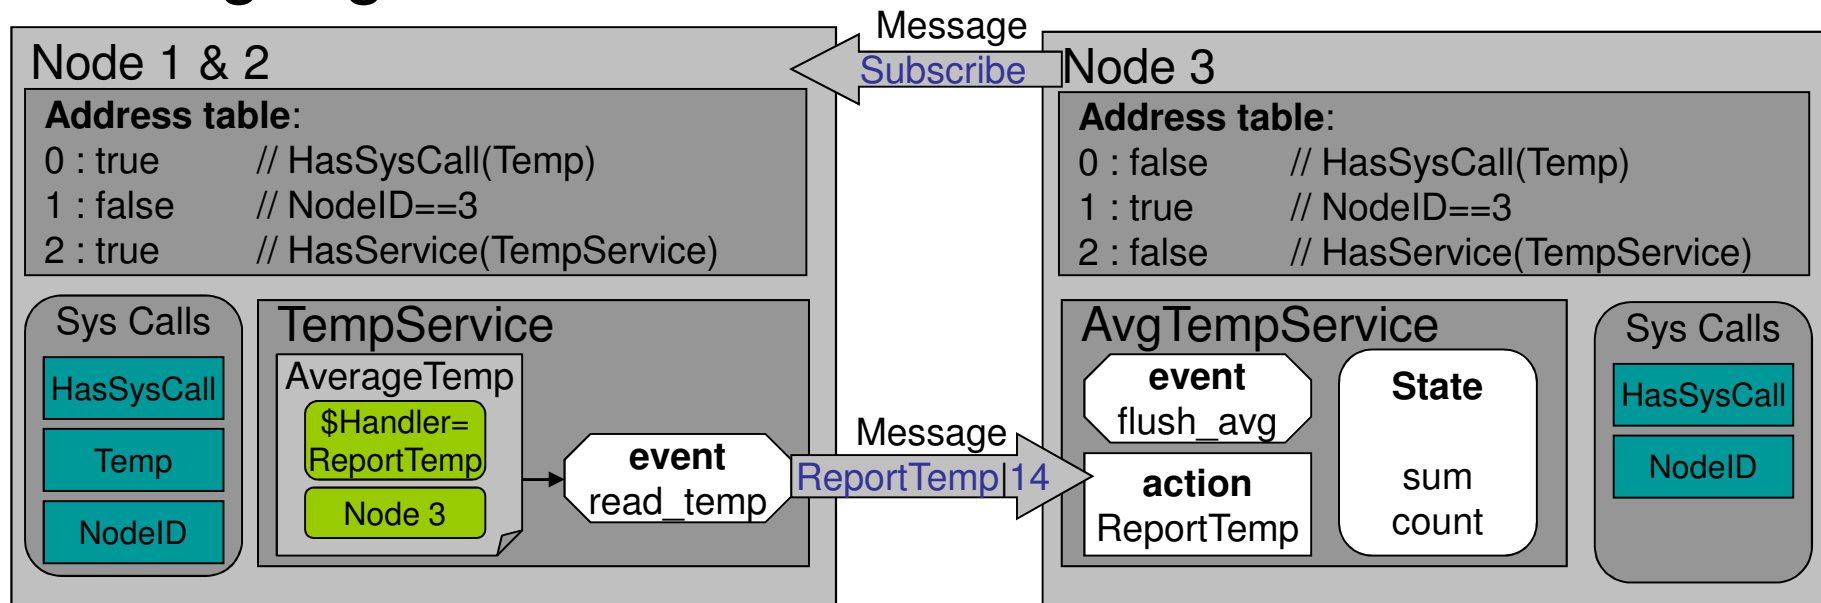 Message
Subscribe
Node 1 & 2
Address table:
0 : true // HasSysCall(Temp)
1 : false // NodeID==3
2 : true // HasService(TempService)
Sys Calls
HasSysCall
Temp
NodeID
TempService
AverageTemp
$Handler=
ReportTemp
Node 3
event
read_temp
Message
ReportTemp|14
Node 3
Address table:
0 : false // HasSysCall(Temp)
1 : true // NodeID==3
2 : false // HasService(TempService)
AvgTempService
event
flush_avg
action
ReportTemp
State
sum
count
Sys Calls
HasSysCall
NodeID